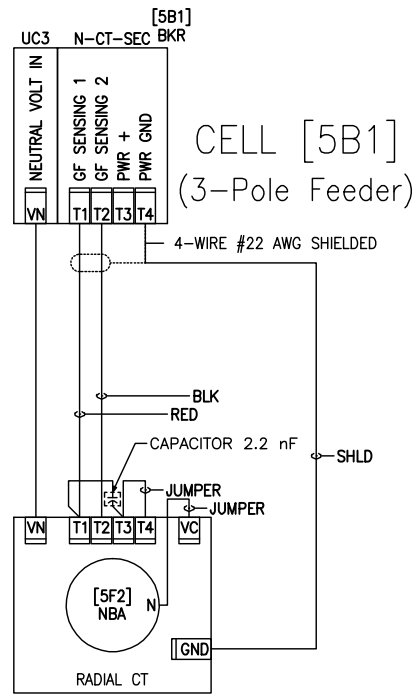 [5B1]
UC3 N-CT-SEC BKR
NEUTRAL VOLT IN
GF SENSING 1
GF SENSING 2
PWR +
PWR GND
VN T1 T2 T3 T4
CELL [5B1]
(3-Pole Feeder)
4-WIRE #22 AWG SHIELDED
BLK
RED
CAPACITOR 2.2 nF
SHLD
JUMPER
JUMPER
VN T1 T2 T3 T4 VC
[5F2]
NBA
N
GND
RADIAL CT